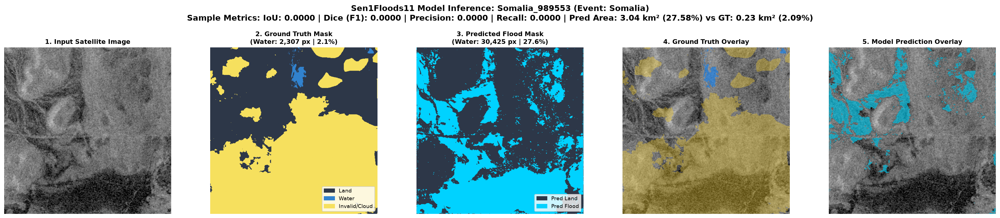 Sen1Floods11 Model Inference: Somalia_989553 (Event: Somalia)
Sample Metrics: IoU: 0.0000 | Dice (F1): 0.0000 | Precision: 0.0000 | Recall: 0.0000 | Pred Area: 3.04 km² (27.58%) vs GT: 0.23 km² (2.09%)
1. Input Satellite Image
2. Ground Truth Mask
(Water: 2,307 px | 2.1%)
3. Predicted Flood Mask
(Water: 30,425 px | 27.6%)
4. Ground Truth Overlay
5. Model Prediction Overlay
Land
Water
Invalid/Cloud
Pred Land
Pred Flood